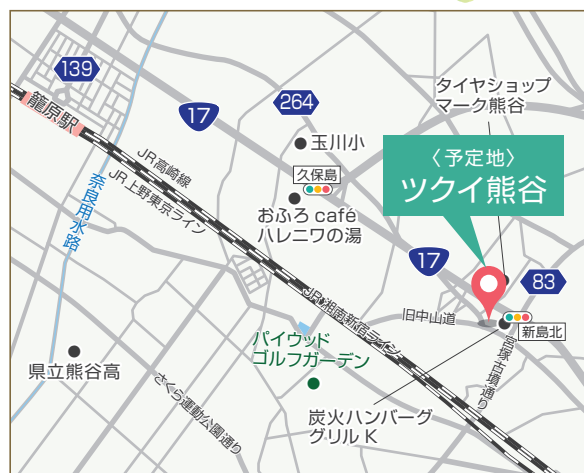 139
籠原駅
17
264
玉川小
久保島
おふろ café
ハレニワの湯
JR高崎線
JR上野東京ライン
奈良用水路
タイヤショップ
マーク熊谷
〈予定地〉
ツクイ熊谷
17
83
旧中山道
新島北
宮塚古墳通り
JR湘南新宿ライン
パイウッド
ゴルフガーデン
県立熊谷高
さくら運動公園通り
炭火ハンバーグ
グリル K